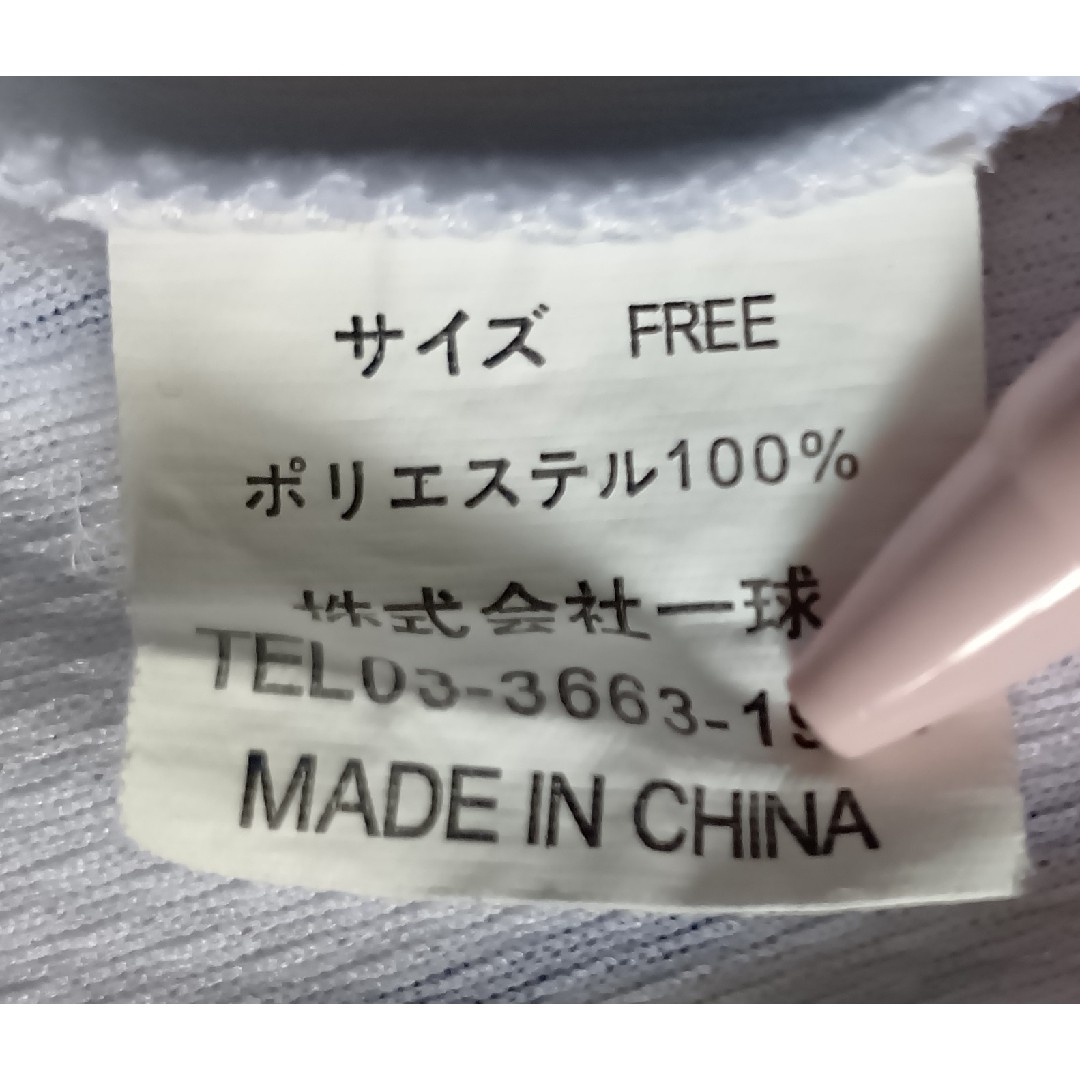 サイズ FREE
ポリエステル100%
株式会社一球
TEL03-3663-19
MADE IN CHINA